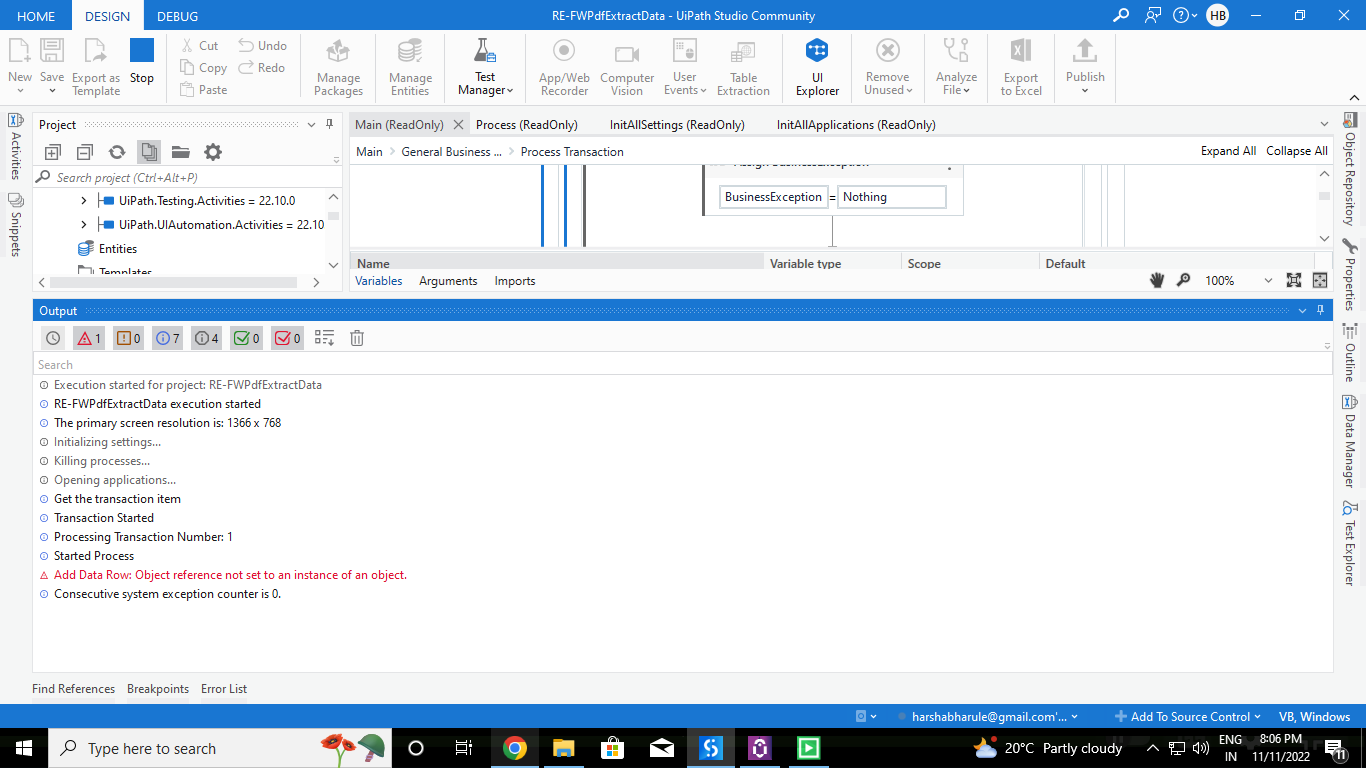 HOME DESIGN DEBUG RE-FWPdfExtractData - UiPath Studio Community HB
New Save Export as Template Stop Cut Copy Paste Undo Redo Manage Packages Manage Entities Test Manager App/Web Recorder Computer Vision User Events Table Extraction UI Explorer Remove Unused Analyze File Export to Excel Publish
Activities
Snippets
Project
Search project (Ctrl+Alt+P)
UiPath.Testing.Activities = 22.10.0
UiPath.UIAutomation.Activities = 22.10
Entities
Templates
Main (ReadOnly) Process (ReadOnly) InitAllSettings (ReadOnly) InitAllApplications (ReadOnly)
Main General Business ... Process Transaction Expand All Collapse All
Assign BusinessException
BusinessException = Nothing
Name Variable type Scope Default
Variables Arguments Imports 100%
Object Repository
Properties
Outline
Data Manager
Test Explorer
Output
1 0 7 4 0 0
Search
Execution started for project: RE-FWPdfExtractData
RE-FWPdfExtractData execution started
The primary screen resolution is: 1366 x 768
Initializing settings...
Killing processes...
Opening applications...
Get the transaction item
Transaction Started
Processing Transaction Number: 1
Started Process
Add Data Row: Object reference not set to an instance of an object.
Consecutive system exception counter is 0.
Find References Breakpoints Error List
harshabharule@gmail.com'... Add To Source Control VB, Windows
Type here to search 20°C Partly cloudy ENG IN 8:06 PM 11/11/2022 11